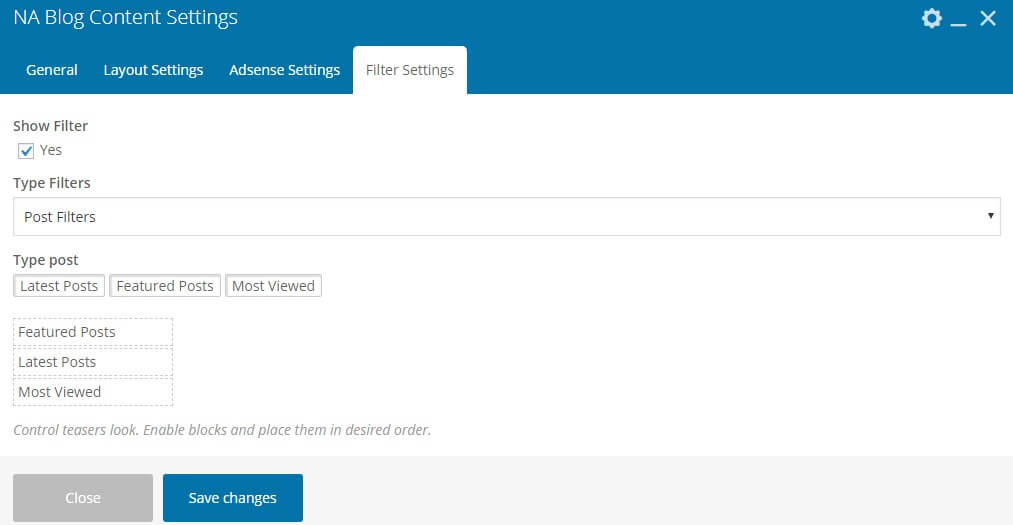 NA Blog Content Settings
General Layout Settings Adsense Settings Filter Settings
Show Filter
Yes
Type Filters
Post Filters
Type post
Latest Posts Featured Posts Most Viewed
Featured Posts
Latest Posts
Most Viewed
Control teasers look. Enable blocks and place them in desired order.
Close Save changes